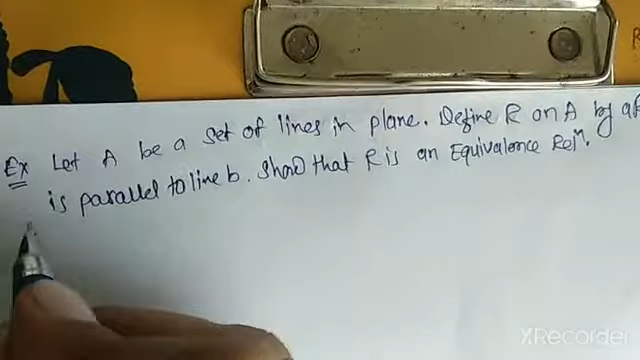 Ex Let A be a set of lines in plane. Define R on A by aR
is parallel to line b. Show that R is an Equivalence Reln.
XRecorder